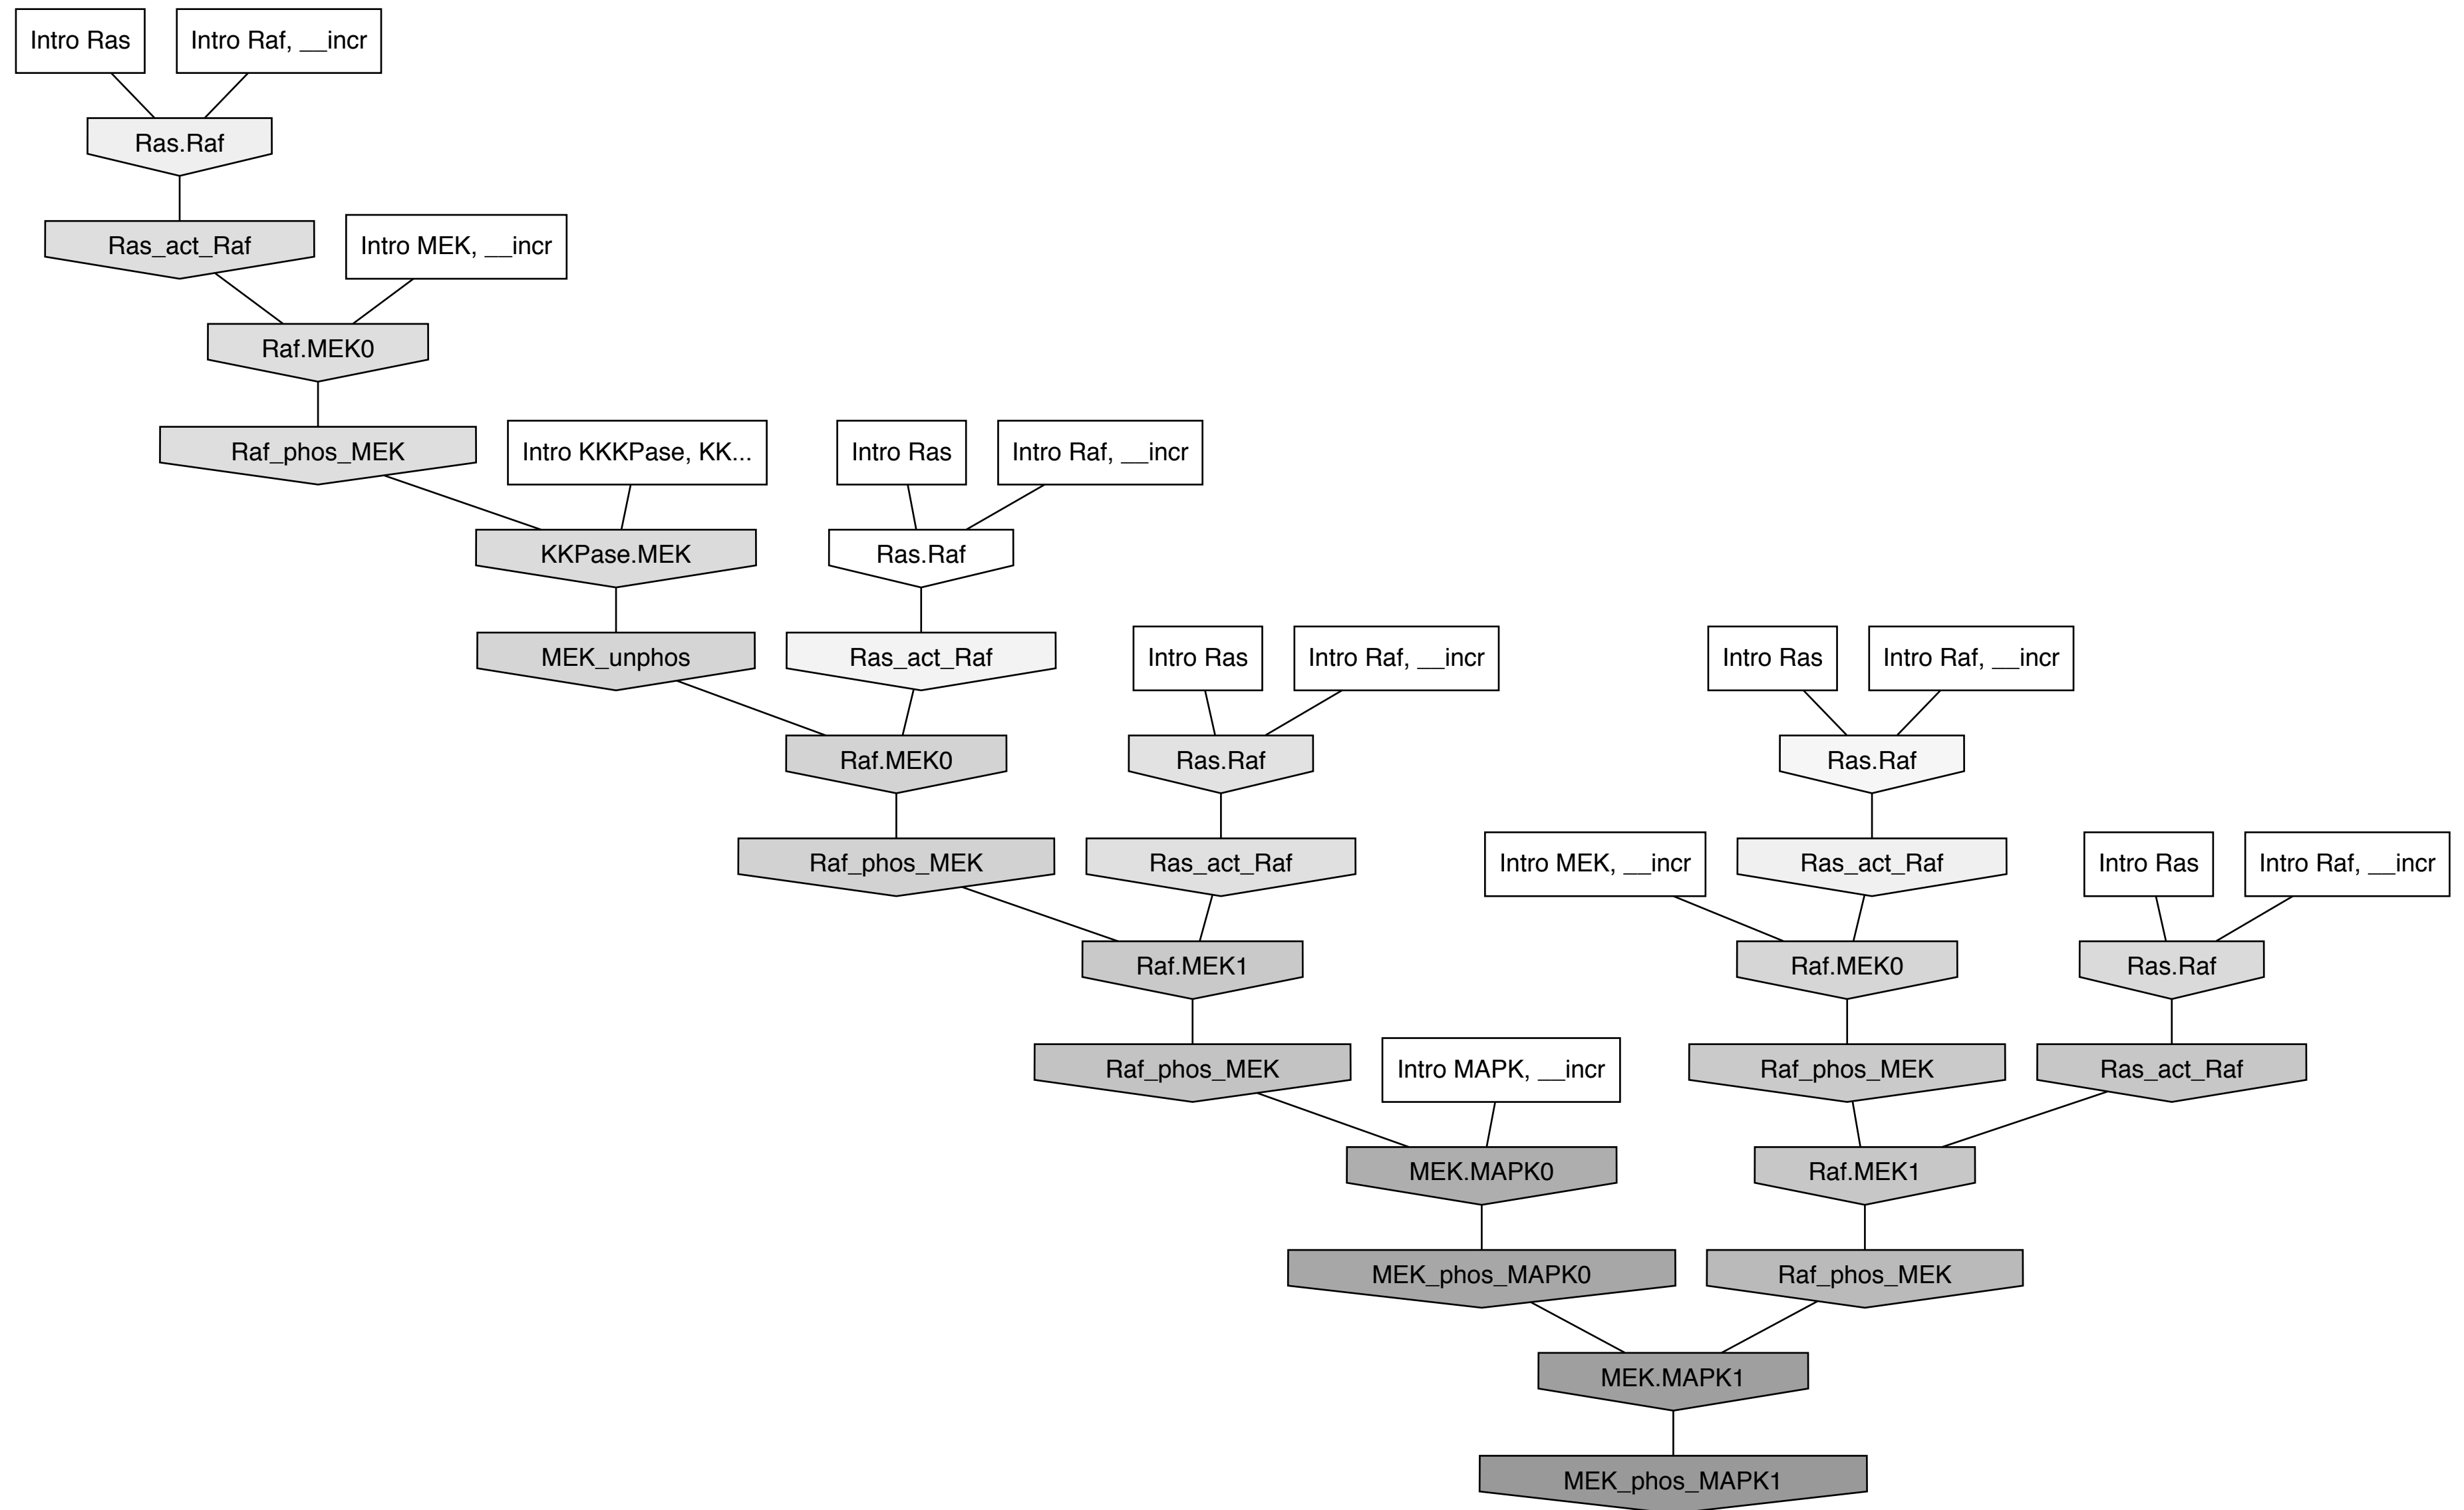 Intro Ras
Intro Raf, __incr
Ras.Raf
Ras_act_Raf
Intro MEK, __incr
Raf.MEK0
Raf_phos_MEK
Intro KKKPase, KK...
Intro Ras
Intro Raf, __incr
KKPase.MEK
Ras.Raf
MEK_unphos
Ras_act_Raf
Intro Ras
Intro Raf, __incr
Intro Ras
Intro Raf, __incr
Raf.MEK0
Ras.Raf
Ras.Raf
Raf_phos_MEK
Ras_act_Raf
Intro MEK, __incr
Ras_act_Raf
Intro Ras
Intro Raf, __incr
Raf.MEK1
Raf.MEK0
Ras.Raf
Raf_phos_MEK
Intro MAPK, __incr
Raf_phos_MEK
Ras_act_Raf
MEK.MAPK0
Raf.MEK1
MEK_phos_MAPK0
Raf_phos_MEK
MEK.MAPK1
MEK_phos_MAPK1